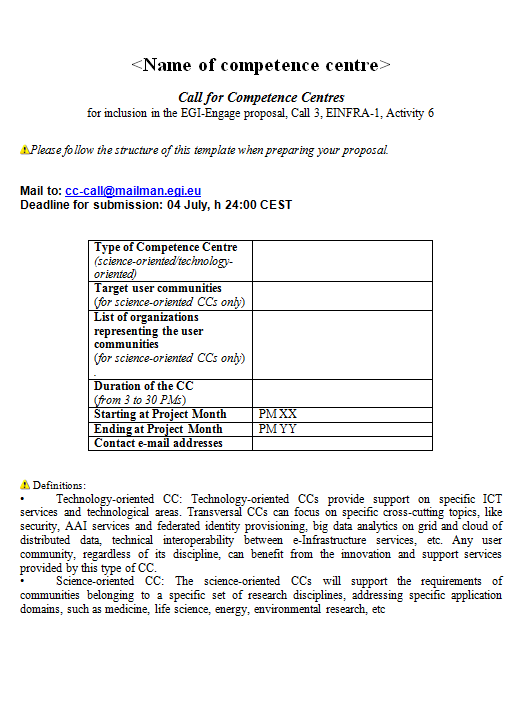 <Name of competence centre>
Call for Competence Centres
for inclusion in the EGI-Engage proposal, Call 3, EINFRA-1, Activity 6
Please follow the structure of this template when preparing your proposal.
Mail to: cc-call@mailman.egi.eu
Deadline for submission: 04 July, h 24:00 CEST
Type of Competence Centre
(science-oriented/technology-
oriented)
Target user communities
(for science-oriented CCs only)
List of organizations
representing the user
communities
(for science-oriented CCs only)
.
Duration of the CC
(from 3 to 30 PMs)
Starting at Project Month PM XX
Ending at Project Month PM YY
Contact e-mail addresses
Definitions:
• Technology-oriented CC: Technology-oriented CCs provide support on specific ICT
services and technological areas. Transversal CCs can focus on specific cross-cutting topics, like
security, AAI services and federated identity provisioning, big data analytics on grid and cloud of
distributed data, technical interoperability between e-Infrastructure services, etc. Any user
community, regardless of its discipline, can benefit from the innovation and support services
provided by this type of CC.
• Science-oriented CC: The science-oriented CCs will support the requirements of
communities belonging to a specific set of research disciplines, addressing specific application
domains, such as medicine, life science, energy, environmental research, etc